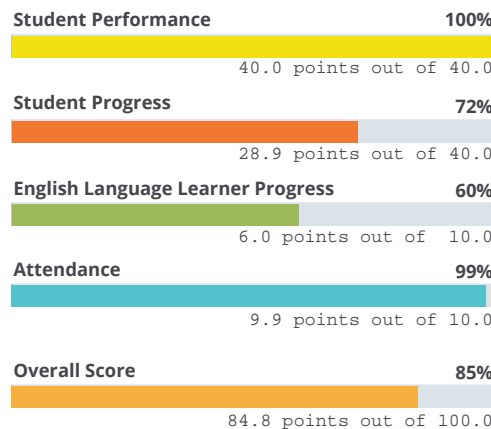 Student Performance 100%
40.0 points out of 40.0
Student Progress 72%
28.9 points out of 40.0
English Language Learner Progress 60%
6.0 points out of 10.0
Attendance 99%
9.9 points out of 10.0
Overall Score 85%
84.8 points out of 100.0